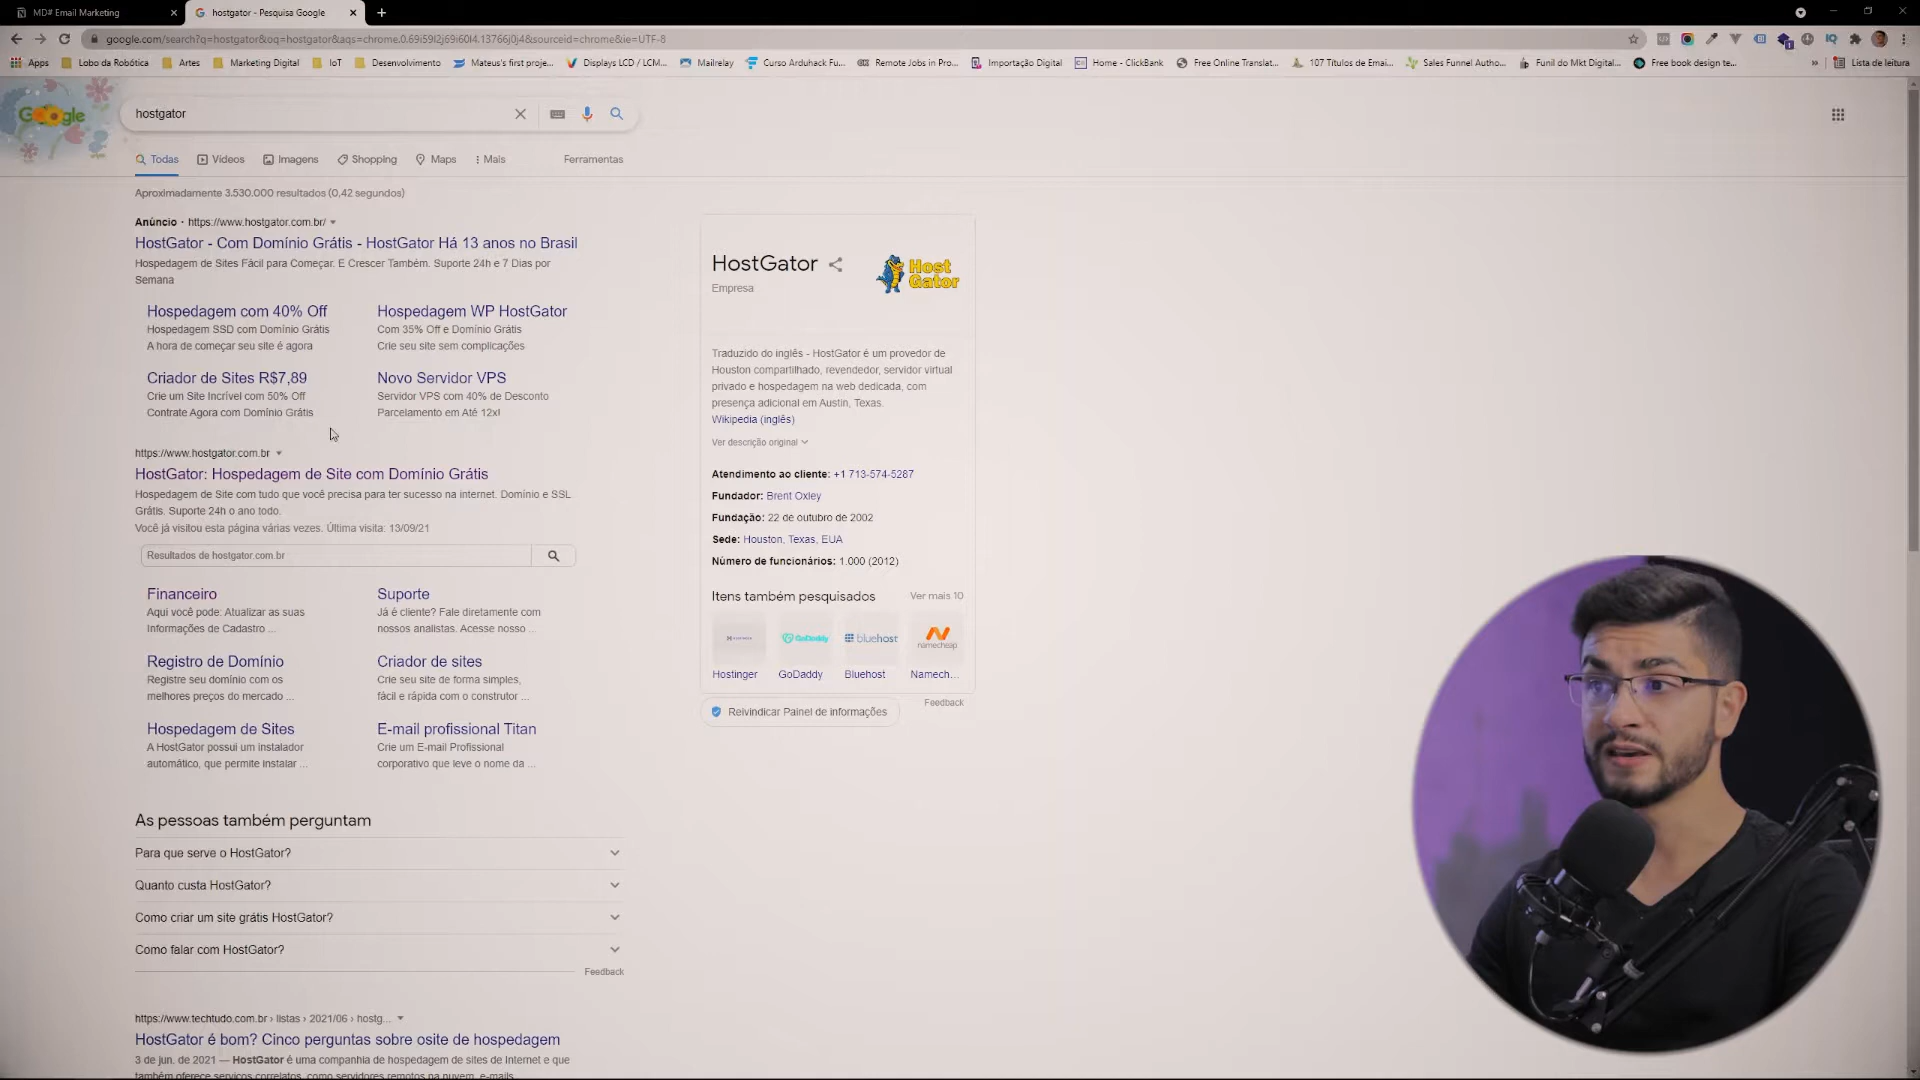 MD# Email Marketing
hostgator - Pesquisa Google
google.com/search?q=hostgator&oq=hostgator&aqs=chrome.0.69i59l2j69i60l4.13766j0j4&sourceid=chrome&ie=UTF-8
Apps
Lobo da Robótica
Artes
Marketing Digital
IoT
Desenvolvimento
Mateus's first proje...
Displays LCD / LCM...
Mailrelay
Curso Arduhack Fu...
Remote Jobs in Pro...
Importação Digital
Home - ClickBank
Free Online Translat...
107 Títulos de Emai...
Sales Funnel Autho...
Funil do Mkt Digital...
Free book design te...
»
Lista de leitura
Google
hostgator
Todas
Vídeos
Imagens
Shopping
Maps
Mais
Ferramentas
Aproximadamente 3.530.000 resultados (0,42 segundos)
Anúncio · https://www.hostgator.com.br/
HostGator - Com Domínio Grátis - HostGator Há 13 anos no Brasil
Hospedagem de Sites Fácil para Começar. E Crescer Também. Suporte 24h e 7 Dias por
Semana
Hospedagem com 40% Off
Hospedagem SSD com Domínio Grátis
A hora de começar seu site é agora
Hospedagem WP HostGator
Com 35% Off e Domínio Grátis
Crie seu site sem complicações
Criador de Sites R$7,89
Crie um Site Incrível com 50% Off
Contrate Agora com Domínio Grátis
Novo Servidor VPS
Servidor VPS com 40% de Desconto
Parcelamento em Até 12x!
https://www.hostgator.com.br
HostGator: Hospedagem de Site com Domínio Grátis
Hospedagem de Site com tudo que você precisa para ter sucesso na internet. Domínio e SSL
Grátis. Suporte 24h o ano todo.
Você já visitou esta página várias vezes. Última visita: 13/09/21
Resultados de hostgator.com.br
Financeiro
Aqui você pode: Atualizar as suas
Informações de Cadastro ...
Suporte
Já é cliente? Fale diretamente com
nossos analistas. Acesse nosso ...
Registro de Domínio
Registre seu domínio com os
melhores preços do mercado ...
Criador de sites
Crie seu site de forma simples,
fácil e rápida com o construtor ...
Hospedagem de Sites
A HostGator possui um instalador
automático, que permite instalar ...
E-mail profissional Titan
Crie um E-mail Profissional
corporativo que leve o nome da ...
As pessoas também perguntam
Para que serve o HostGator?
Quanto custa HostGator?
Como criar um site grátis HostGator?
Como falar com HostGator?
Feedback
https://www.techtudo.com.br › listas › 2021/06 › hostg...
HostGator é bom? Cinco perguntas sobre osite de hospedagem
3 de jun. de 2021 — HostGator é uma companhia de hospedagem de sites de Internet e que
também oferece serviços correlatos, como servidores remotos na nuvem, e-mails
HostGator
Empresa
Host
Gator
Traduzido do inglês - HostGator é um provedor de
Houston compartilhado, revendedor, servidor virtual
privado e hospedagem na web dedicada, com
presença adicional em Austin, Texas.
Wikipedia (inglês)
Ver descrição original
Atendimento ao cliente: +1 713-574-5287
Fundador: Brent Oxley
Fundação: 22 de outubro de 2002
Sede: Houston, Texas, EUA
Número de funcionários: 1.000 (2012)
Itens também pesquisados
Ver mais 10
GoDaddy
bluehost
namecheap
Hostinger
GoDaddy
Bluehost
Namech...
Feedback
Reivindicar Painel de informações